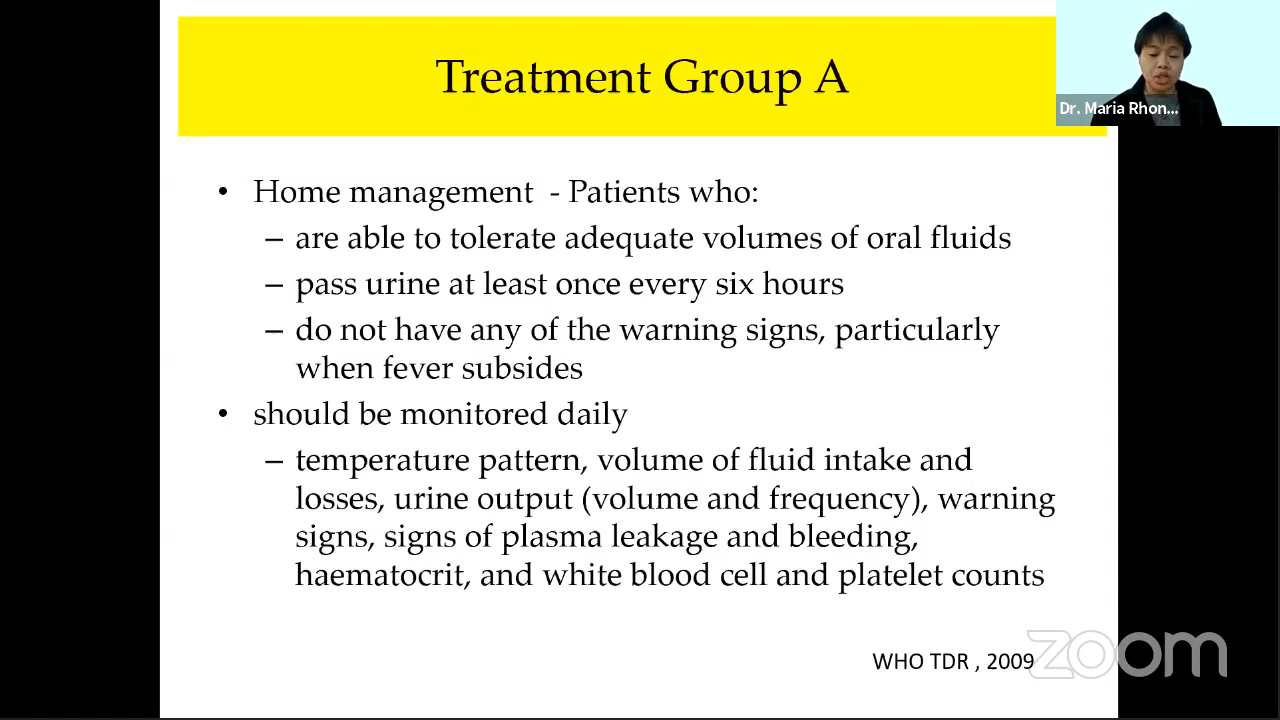 Treatment Group A
Dr. Maria Rhon...
• Home management - Patients who:
– are able to tolerate adequate volumes of oral fluids
– pass urine at least once every six hours
– do not have any of the warning signs, particularly
when fever subsides
• should be monitored daily
– temperature pattern, volume of fluid intake and
losses, urine output (volume and frequency), warning
signs, signs of plasma leakage and bleeding,
haematocrit, and white blood cell and platelet counts
WHO TDR , 2009
zoom